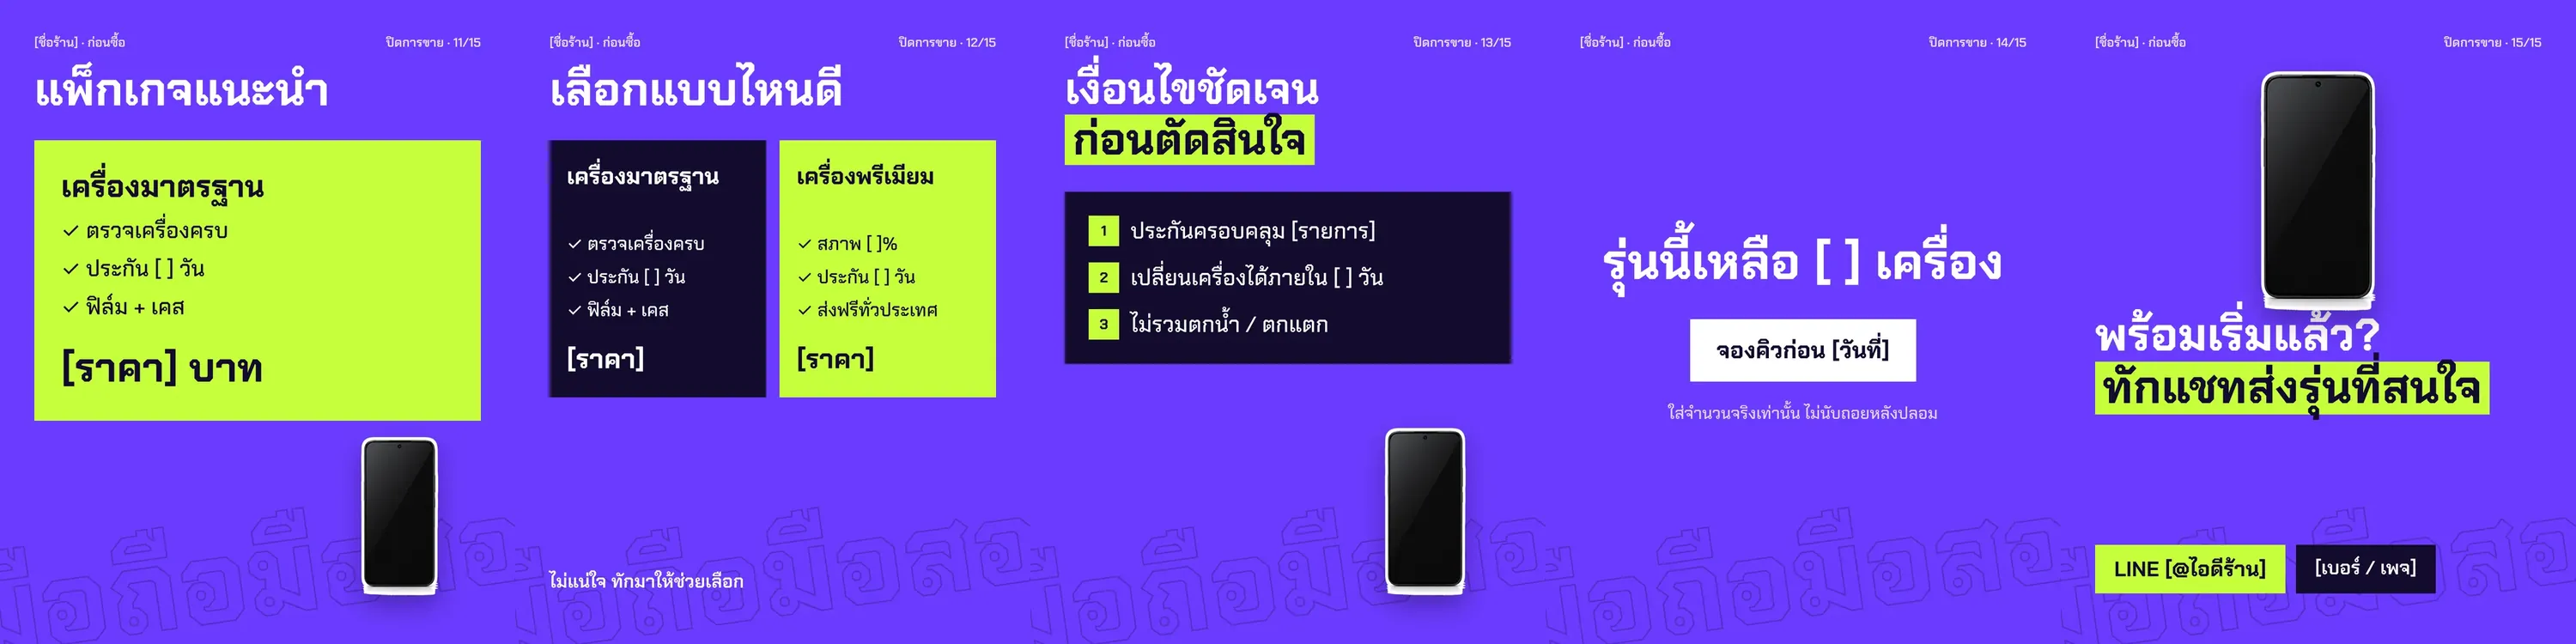 [ชื่อร้าน] · ก่อนซื้อ
ปิดการขาย · 11/15
แพ็กเกจแนะนำ
เครื่องมาตรฐาน
✓ ตรวจเครื่องครบ
✓ ประกัน [ ] วัน
✓ ฟิล์ม + เคส
[ราคา] บาท
[ชื่อร้าน] · ก่อนซื้อ
ปิดการขาย · 12/15
เลือกแบบไหนดี
เครื่องมาตรฐาน
✓ ตรวจเครื่องครบ
✓ ประกัน [ ] วัน
✓ ฟิล์ม + เคส
[ราคา]
เครื่องพรีเมียม
✓ สภาพ [ ]%
✓ ประกัน [ ] วัน
✓ ส่งฟรีทั่วประเทศ
[ราคา]
ไม่แน่ใจ ทักมาให้ช่วยเลือก
[ชื่อร้าน] · ก่อนซื้อ
ปิดการขาย · 13/15
เงื่อนไขชัดเจน
ก่อนตัดสินใจ
1 ประกันครอบคลุม [รายการ]
2 เปลี่ยนเครื่องได้ภายใน [ ] วัน
3 ไม่รวมตกน้ำ / ตกแตก
[ชื่อร้าน] · ก่อนซื้อ
ปิดการขาย · 14/15
รุ่นนี้เหลือ [ ] เครื่อง
จองคิวก่อน [วันที่]
ใส่จำนวนจริงเท่านั้น ไม่นับถอยหลังปลอม
[ชื่อร้าน] · ก่อนซื้อ
ปิดการขาย · 15/15
พร้อมเริ่มแล้ว?
ทักแชทส่งรุ่นที่สนใจ
LINE [@ไอดีร้าน]
[เบอร์ / เพจ]